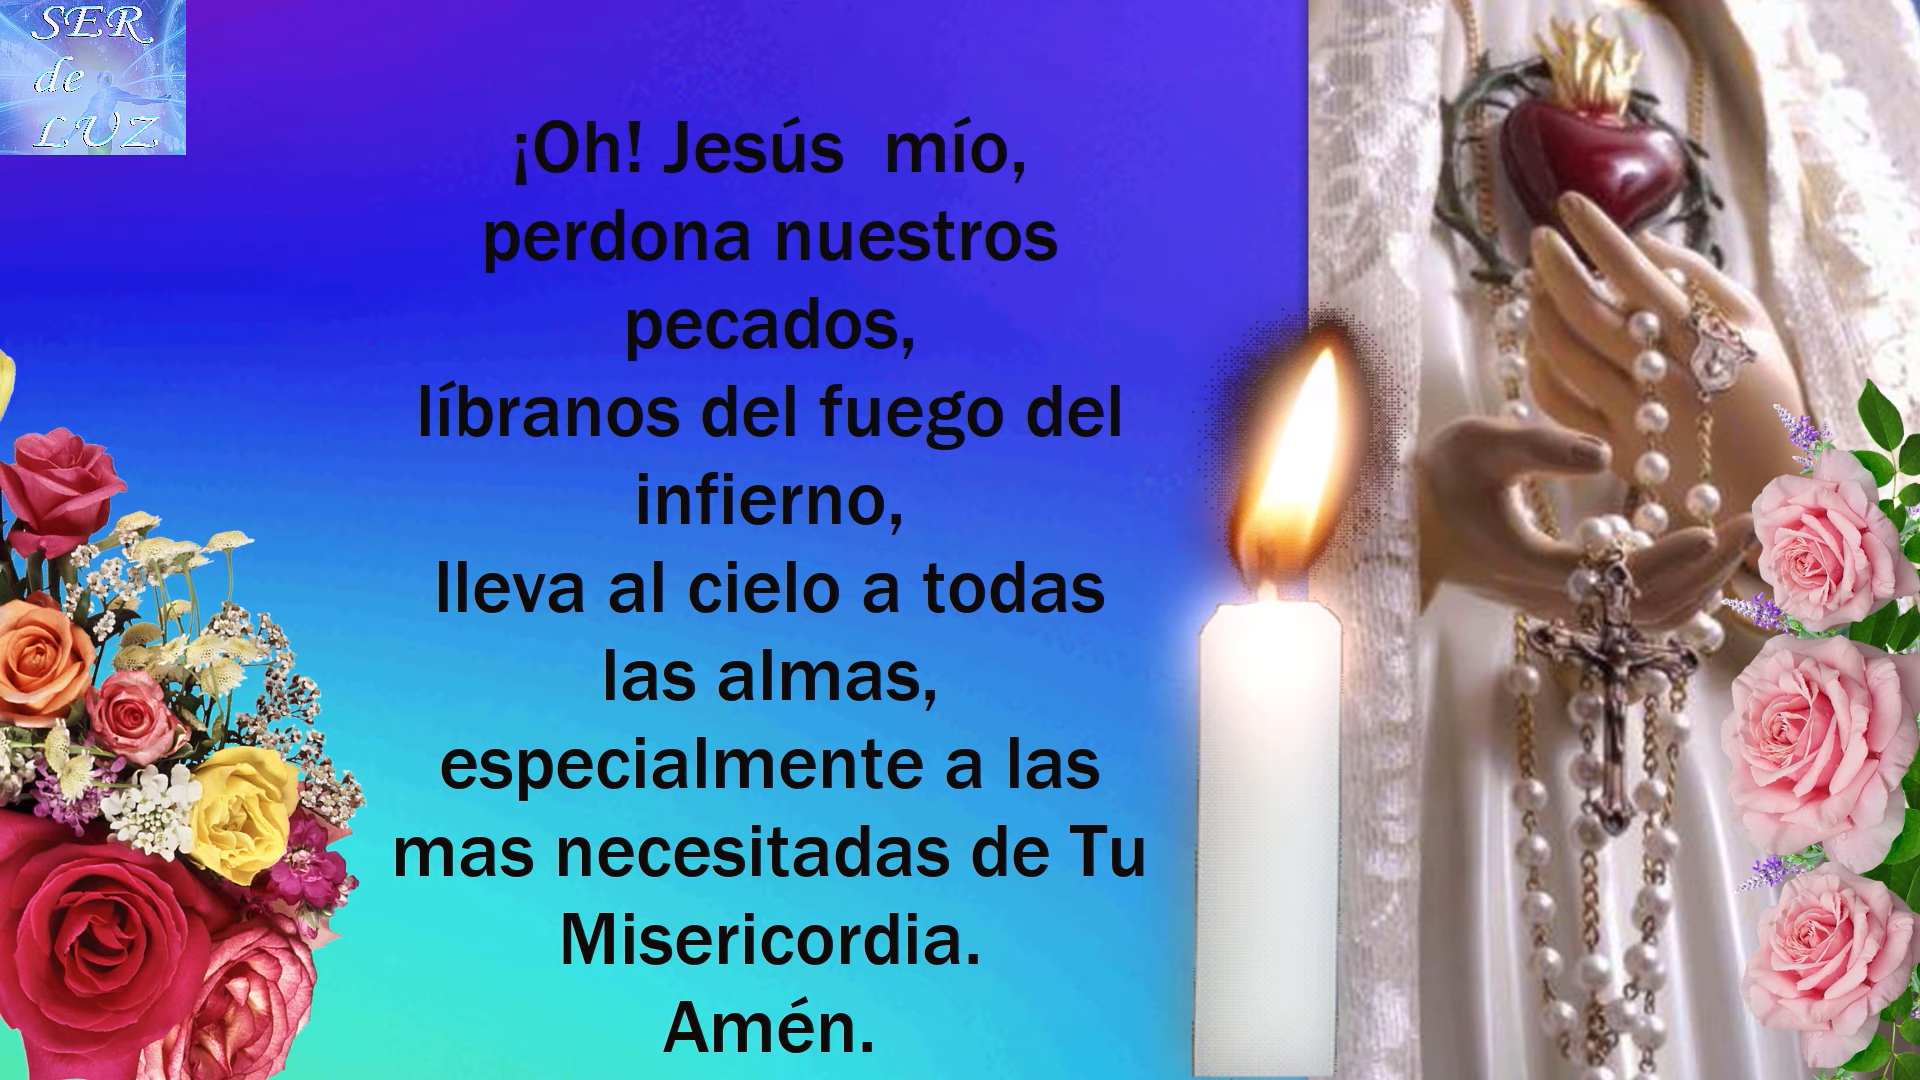 SER
de
LUZ
¡Oh! Jesús  mío,
perdona nuestros
pecados,
líbranos del fuego del
infierno,
lleva al cielo a todas
las almas,
especialmente a las
mas necesitadas de Tu
Misericordia.
Amén.